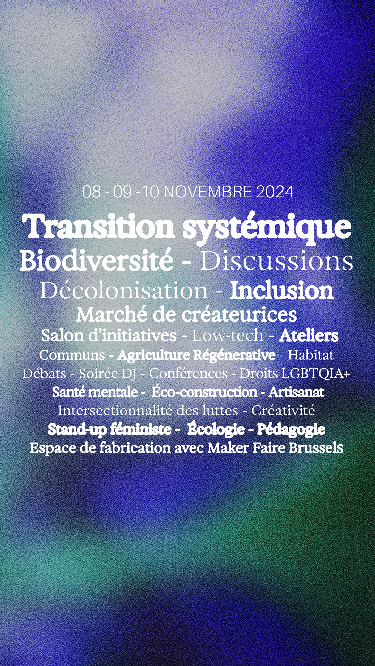 08 - 09 - 10 NOVEMBRE 2024
Transition systémique
Biodiversité - Discussions
Décolonisation - Inclusion
Marché de créateurices
Salon d'initiatives - Low-tech - Ateliers
Communs - Agriculture Régénerative - Habitat
Débats - Soirée DJ - Conférences - Droits LGBTQIA+
Santé mentale - Éco-construction - Artisanat
Intersectionnalité des luttes - Créativité
Stand-up féministe - Écologie - Pédagogie
Espace de fabrication avec Maker Faire Brussels